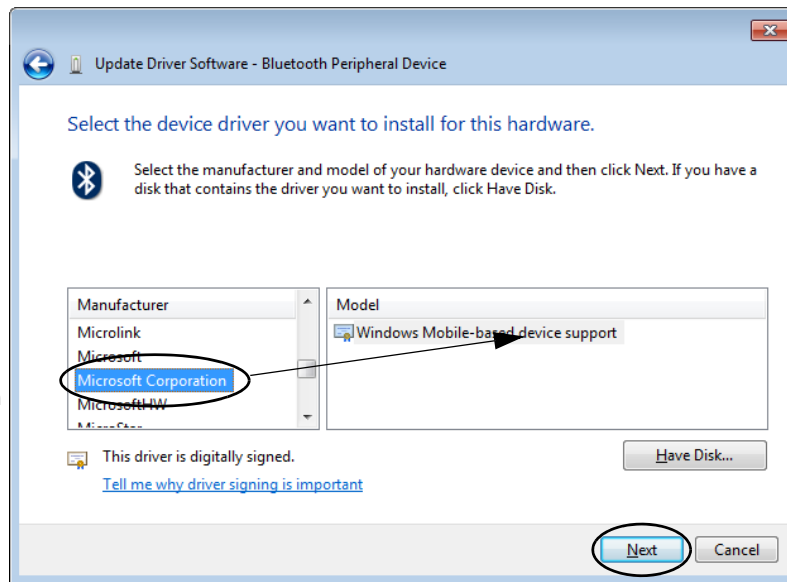 Update Driver Software - Bluetooth Peripheral Device
Select the device driver you want to install for this hardware.
Select the manufacturer and model of your hardware device and then click Next. If you have a
disk that contains the driver you want to install, click Have Disk.
Manufacturer
Microlink
Microsoft
Microsoft Corporation
MicrosoftHW
MicroStar
Model
Windows Mobile-based device support
This driver is digitally signed.
Tell me why driver signing is important
Have Disk...
Next
Cancel